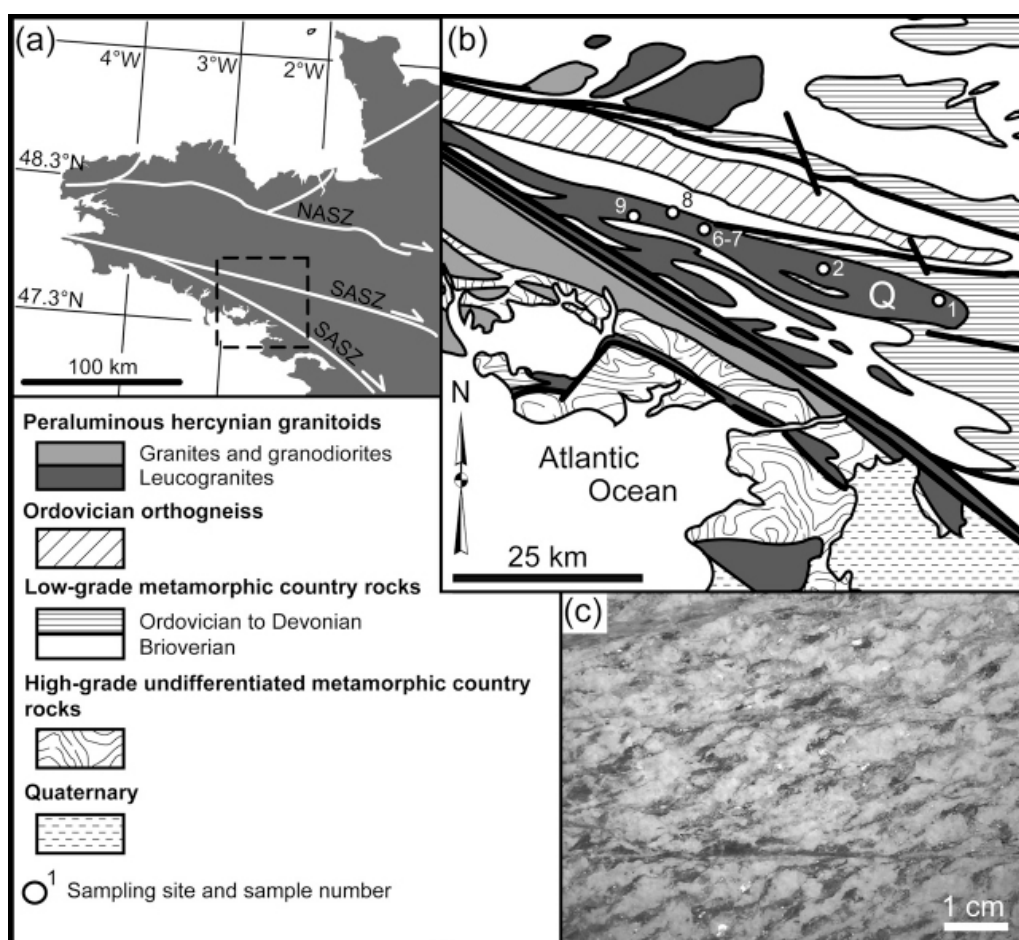 (a)
4°W
3°W
2°W
48.3°N
47.3°N
NASZ
SASZ
SASZ
100 km
(b)
9
8
6-7
2
Q
1
N
Atlantic
Ocean
25 km
Peraluminous hercynian granitoids
Granites and granodiorites
Leucogranites
Ordovician orthogneiss
Low-grade metamorphic country rocks
Ordovician to Devonian
Brioverian
High-grade undifferentiated metamorphic country
rocks
Quaternary
1 Sampling site and sample number
(c)
1 cm